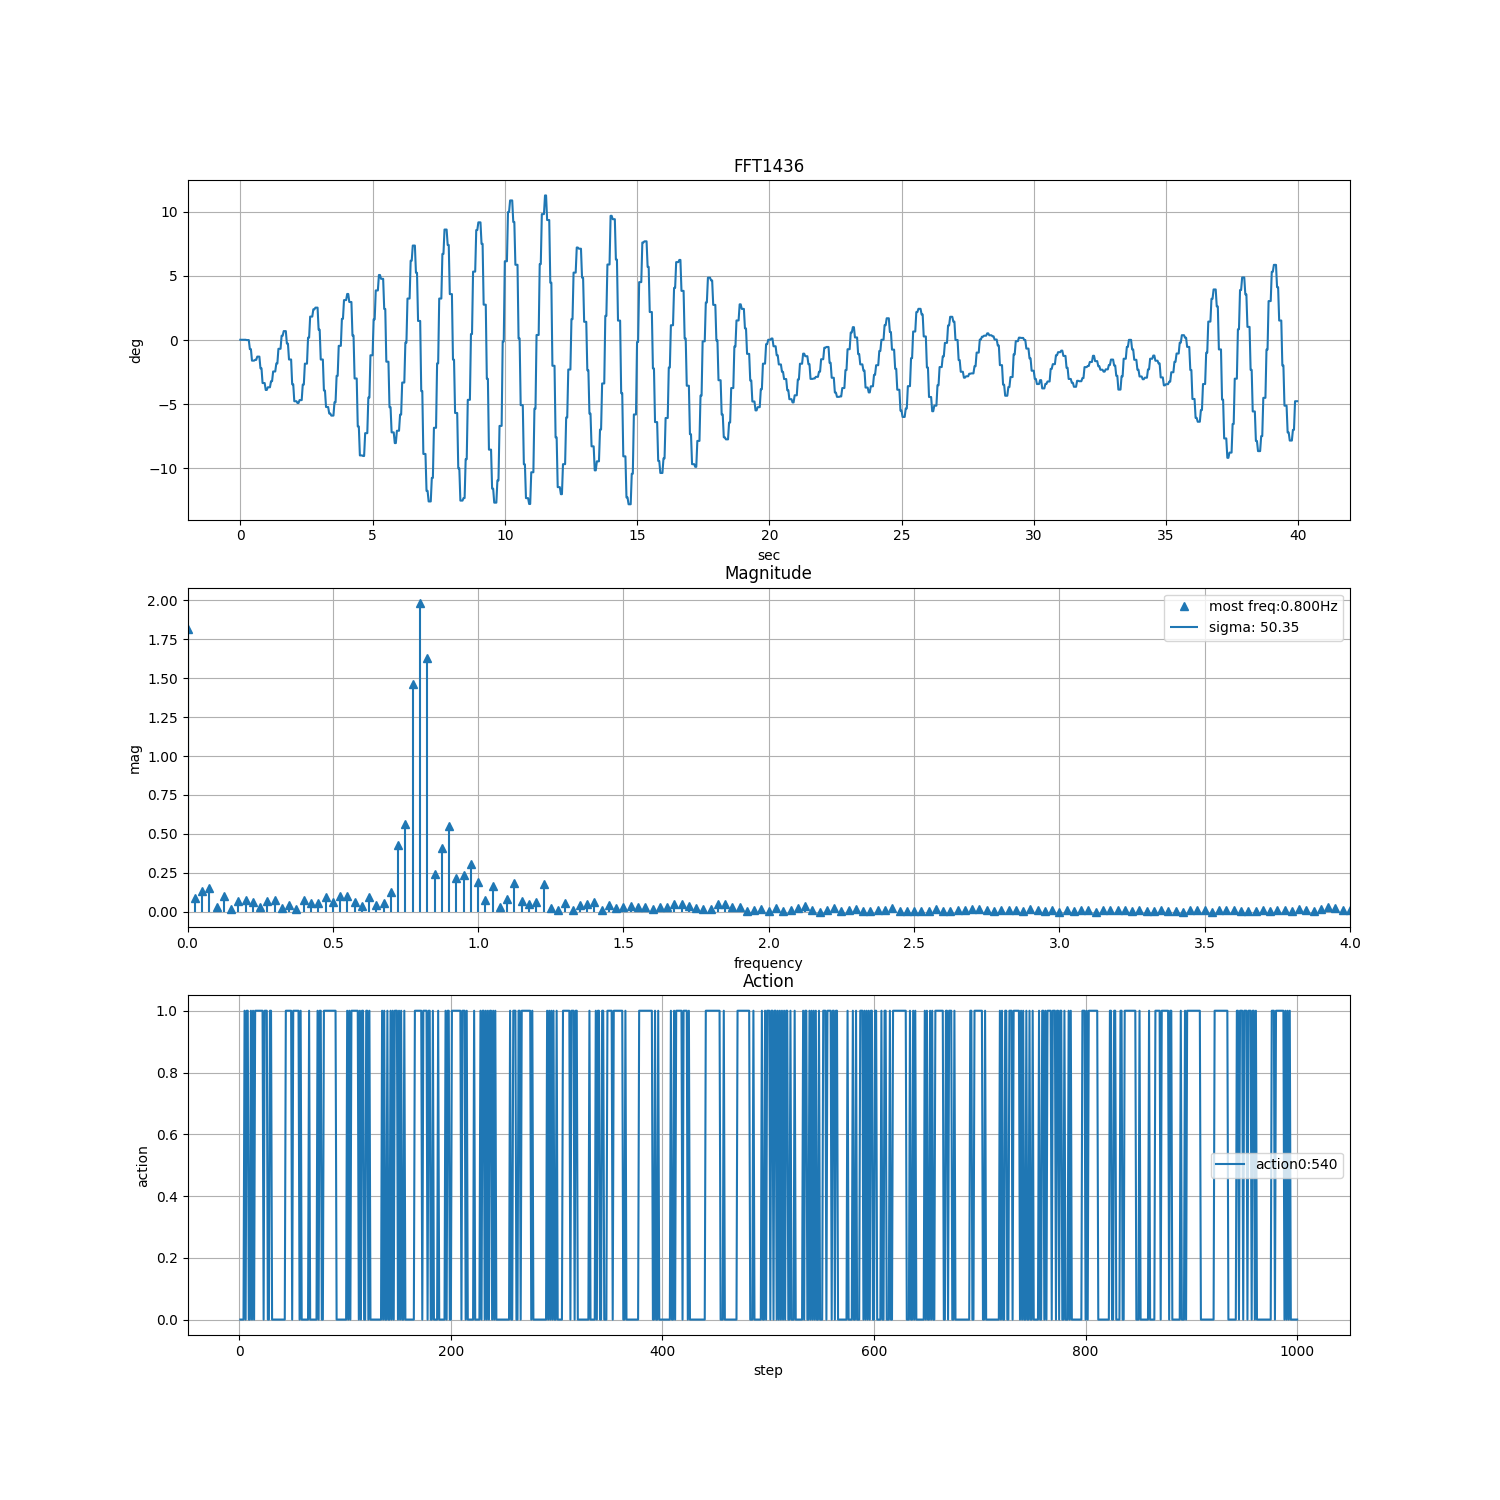 FFT1436
10
5
0
−5
−10
deg
0 5 10 15 20 25 30 35 40
sec
Magnitude
2.00
1.75
1.50
1.25
1.00
0.75
0.50
0.25
0.00
mag
most freq:0.800Hz
sigma: 50.35
0.0 0.5 1.0 1.5 2.0 2.5 3.0 3.5 4.0
frequency
Action
1.0
0.8
0.6
0.4
0.2
0.0
action
action0:540
0 200 400 600 800 1000
step